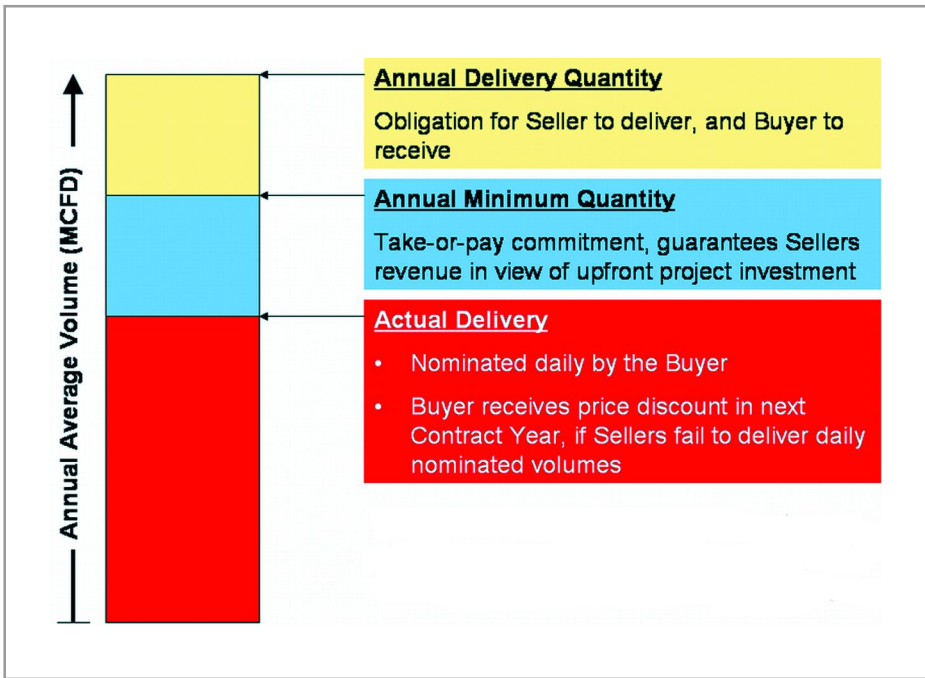 Annual Average Volume (MCFD)
Annual Delivery Quantity
Obligation for Seller to deliver, and Buyer to
receive
Annual Minimum Quantity
Take-or-pay commitment, guarantees Sellers
revenue in view of upfront project investment
Actual Delivery
• Nominated daily by the Buyer
• Buyer receives price discount in next
Contract Year, if Sellers fail to deliver daily
nominated volumes